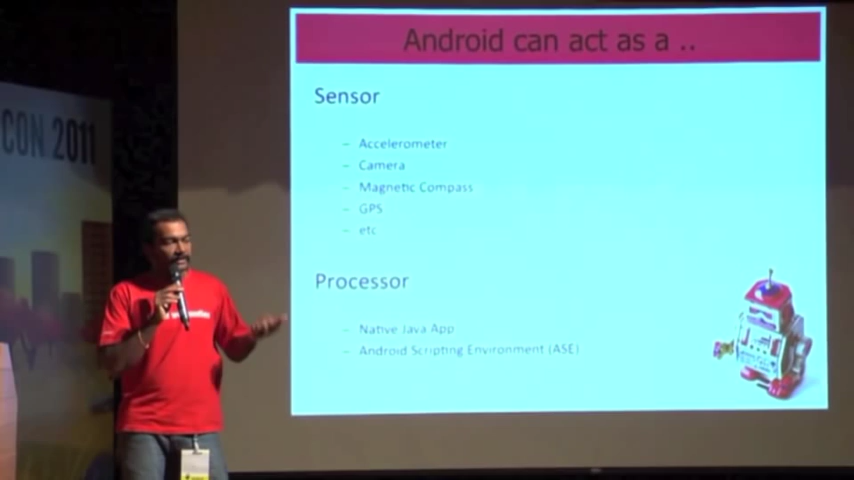 CON 2011
Android can act as a ..
Sensor
– Accelerometer
– Camera
– Magnetic Compass
– GPS
– etc
Processor
– Native Java App
– Android Scripting Environment (ASE)